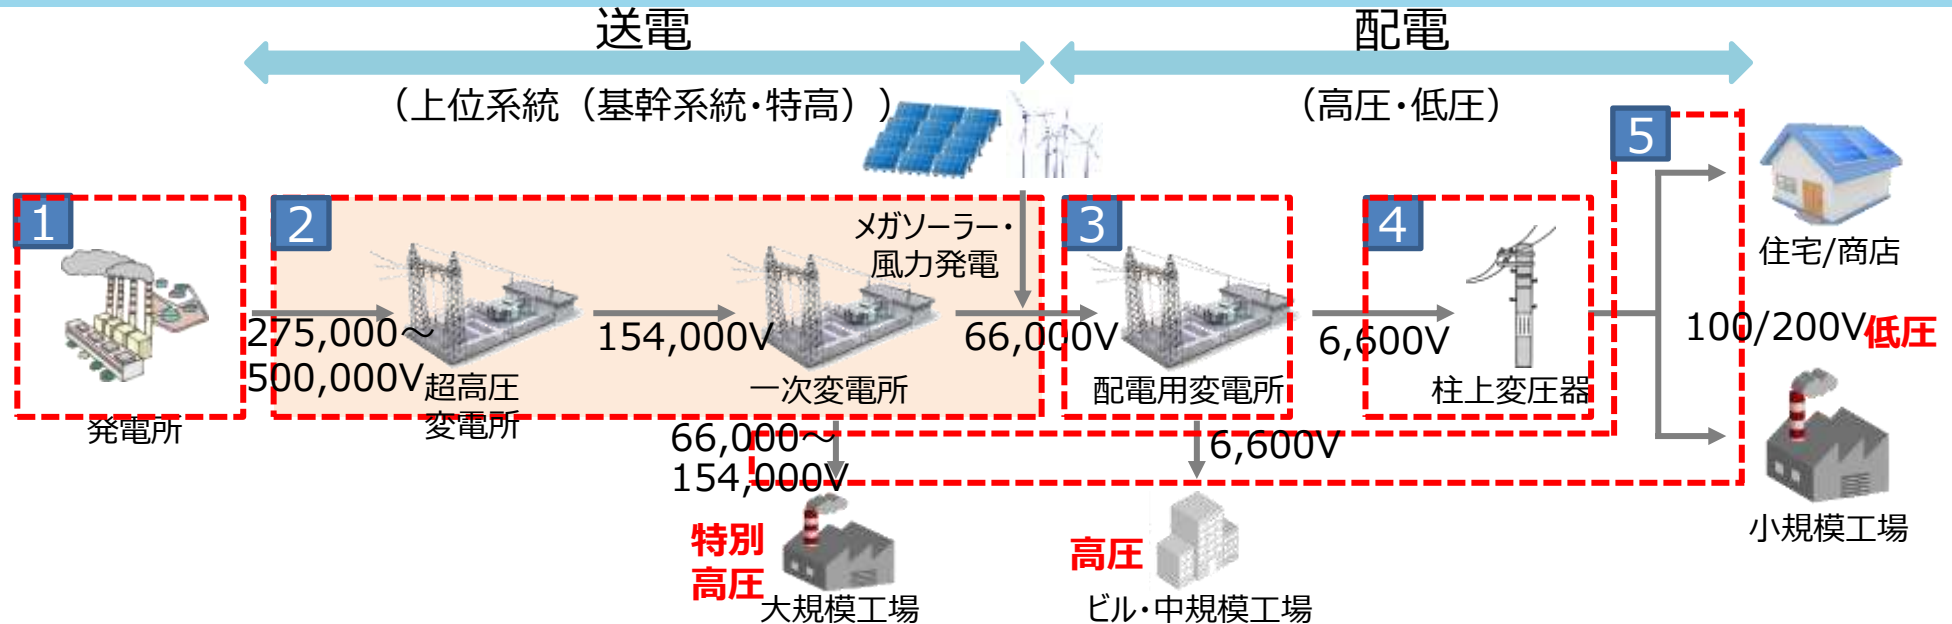 送電
配電
（上位系統（基幹系統・特高））
（高圧・低圧）
1
2
3
4
5
メガソーラー・
風力発電
住宅/商店
275,000～
500,000V
154,000V
66,000V
6,600V
100/200V
低圧
発電所
超高圧
変電所
一次変電所
配電用変電所
柱上変圧器
66,000～
154,000V
6,600V
特別
高圧
大規模工場
高圧
ビル・中規模工場
小規模工場